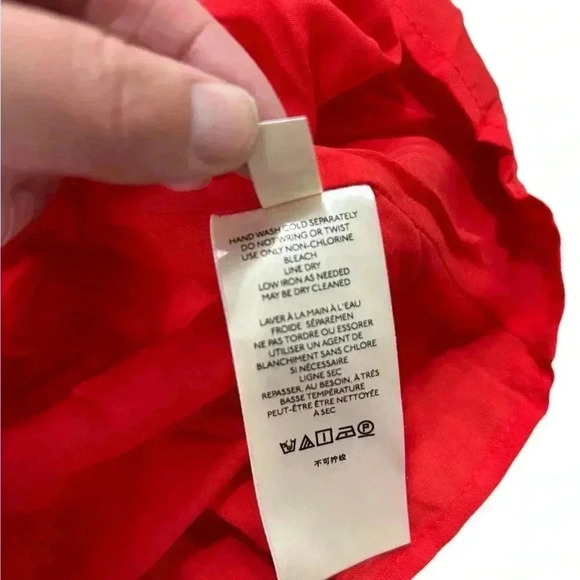 HAND WASH COLD SEPARATELY
DO NOT WRING OR TWIST
USE ONLY NON-CHLORINE
BLEACH
LINE DRY
LOW IRON AS NEEDED
MAY BE DRY CLEANED
LAVER À LA MAIN À L'EAU
FROIDE SÉPARÉMEN
NE PAS TORDRE OU ESSORER
UTILISER UN AGENT DE
BLANCHIMENT SANS CHLORE
SI NÉCESSAIRE
LIGNE SEC
REPASSER, AU BESOIN, À TRÈS
BASSE TEMPÉRATURE
PEUT-ÊTRE ÊTRE NETTOYÉE
À SEC
P
不可拧绞